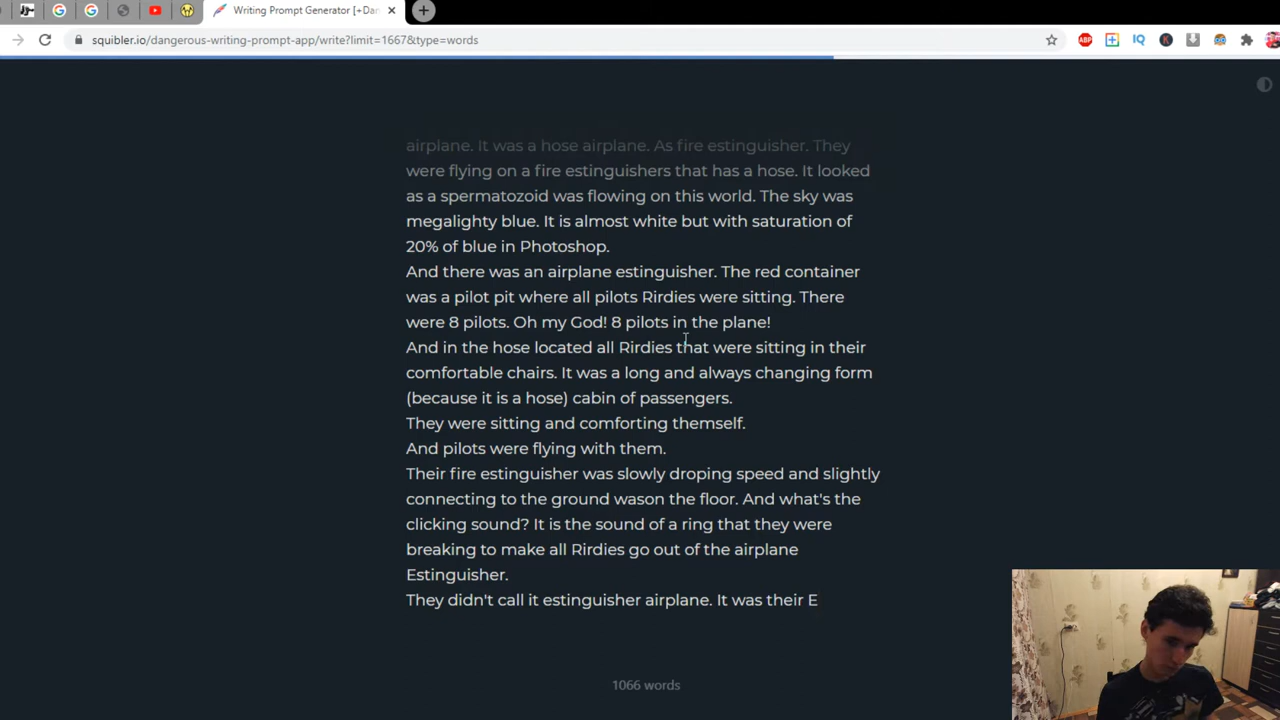 Writing Prompt Generator [+Dan
squibler.io/dangerous-writing-prompt-app/write?limit=1667&type=words
ABP
IQ
K
airplane. It was a hose airplane. As fire estinguisher. They
were flying on a fire estinguishers that has a hose. It looked
as a spermatozoid was flowing on this world. The sky was
megalighty blue. It is almost white but with saturation of
20% of blue in Photoshop.
And there was an airplane estinguisher. The red container
was a pilot pit where all pilots Rirdies were sitting. There
were 8 pilots. Oh my God! 8 pilots in the plane!
And in the hose located all Rirdies that were sitting in their
comfortable chairs. It was a long and always changing form
(because it is a hose) cabin of passengers.
They were sitting and comforting themself.
And pilots were flying with them.
Their fire estinguisher was slowly droping speed and slightly
connecting to the ground wason the floor. And what's the
clicking sound? It is the sound of a ring that they were
breaking to make all Rirdies go out of the airplane
Estinguisher.
They didn't call it estinguisher airplane. It was their E
1066 words